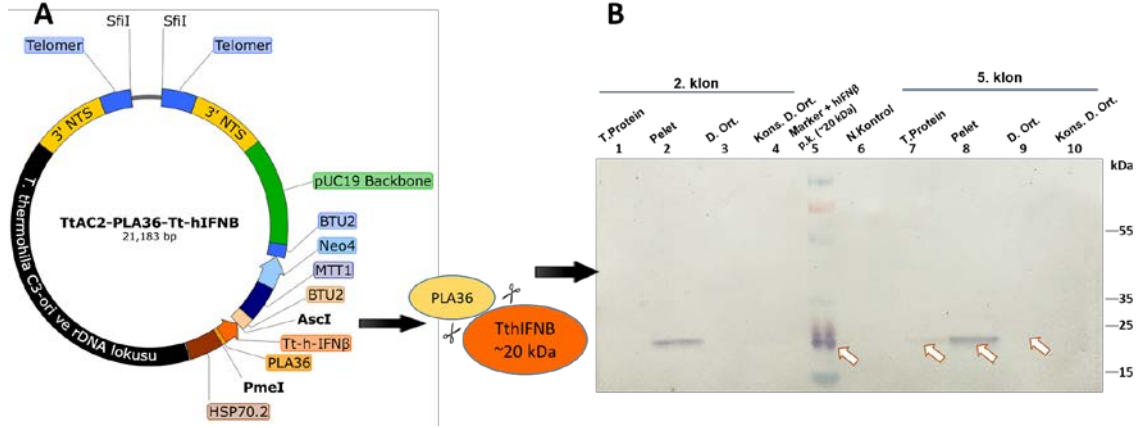 A
SfiI SfiI
Telomer Telomer
3' NTS 3' NTS
pUC19 Backbone
T. thermohila C3-ori ve rDNA lokusu
TtAC2-PLA36-Tt-hIFNB
21,183 bp
BTU2
Neo4
MTT1
BTU2
AscI
Tt-h-IFNβ
PLA36
PmeI
HSP70.2
PLA36
TthIFNB
~20 kDa
B
2. klon
5. klon
T.Protein
Pelet
D. Ort.
Kons. D. Ort.
Marker + hIFNβ
p.k. (~20 kDa)
N.Kontrol
T.Protein
Pelet
D. Ort.
Kons. D. Ort.
1 2 3 4 5 6 7 8 9 10
kDa
55
35
25
15